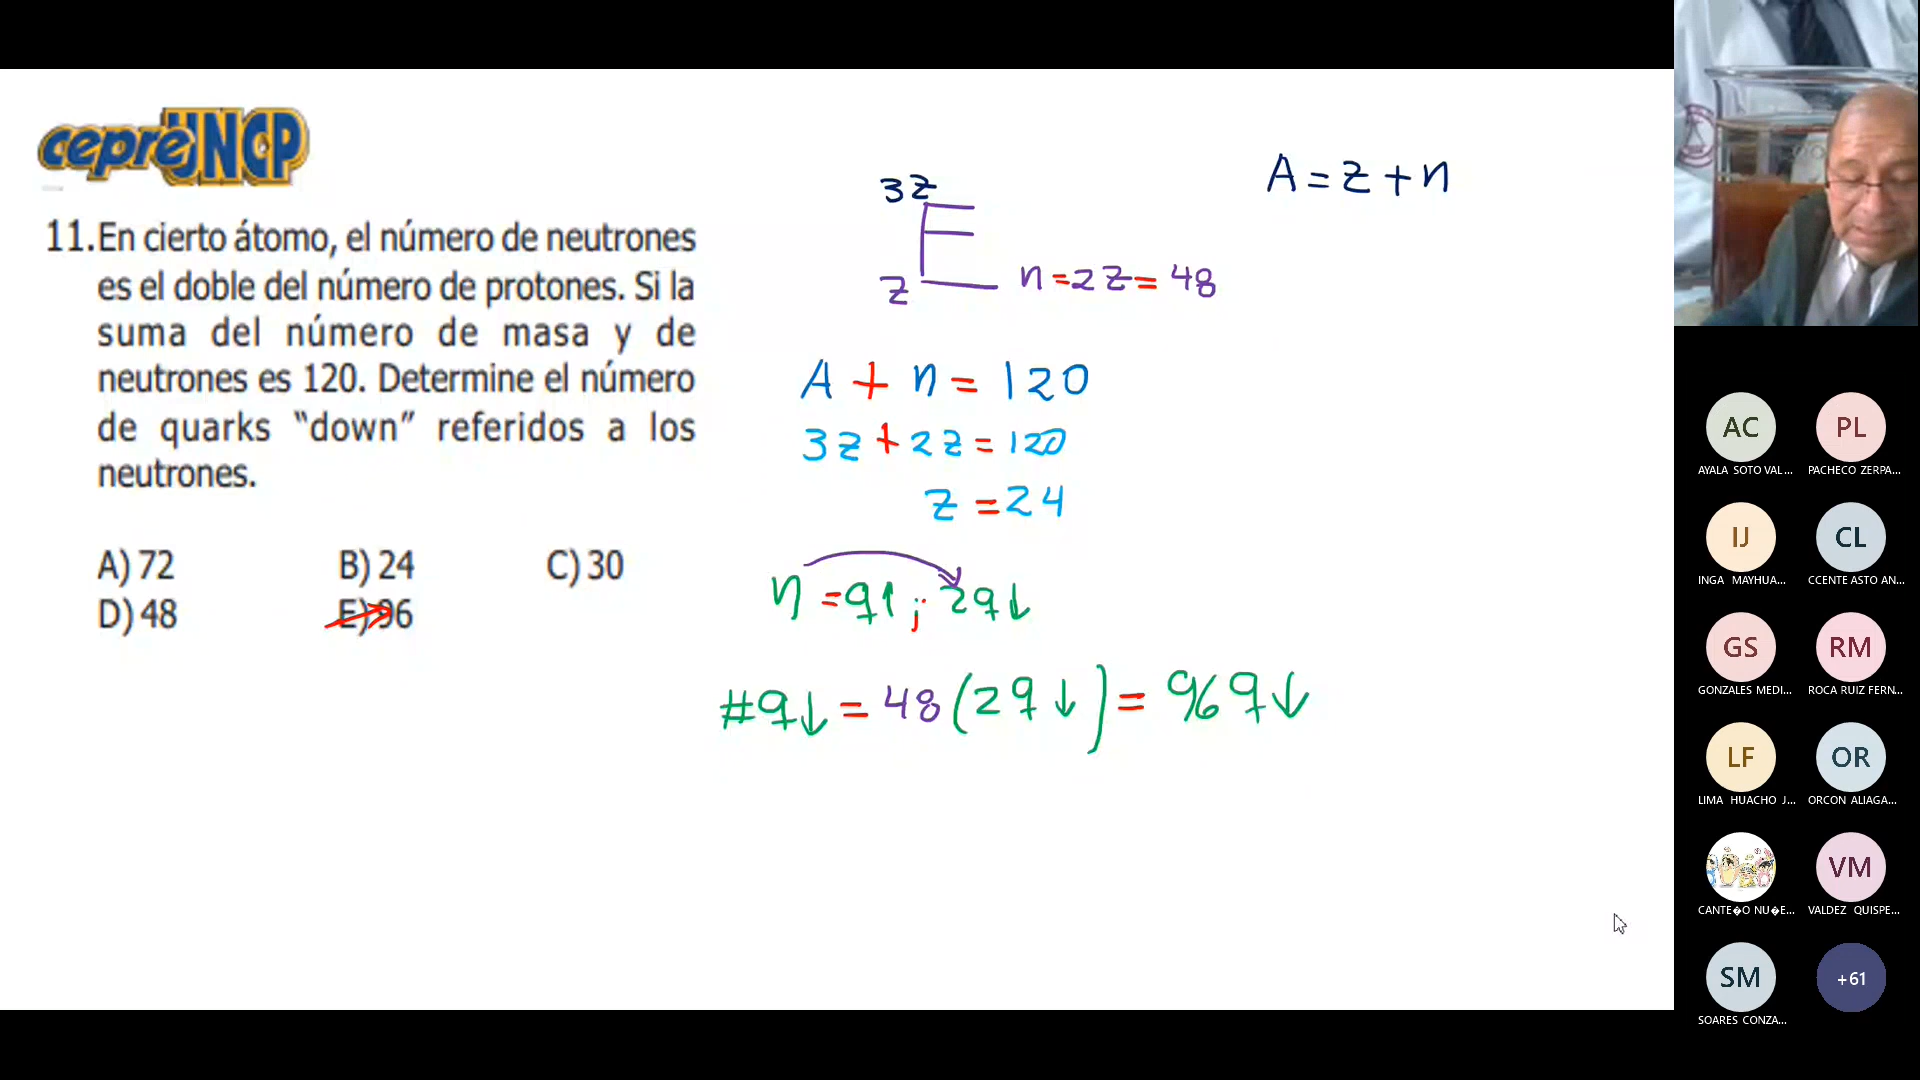 cepreUNCP
11. En cierto átomo, el número de neutrones
es el doble del número de protones. Si la
suma del número de masa y de
neutrones es 120. Determine el número
de quarks “down” referidos a los
neutrones.
A) 72 B) 24 C) 30
D) 48 E) 96
A = Z + n
3Z
E
Z n = 2Z = 48
A + n = 120
3Z + 2Z = 120
Z = 24
n = q↑ ; 2q↓
#q↓ = 48 (2q↓) = 96 q↓
AC PL
AYALA SOTO VAL... PACHECO ZERPA...
IJ CL
INGA MAYHUA... CCENTE ASTO AN...
GS RM
GONZALES MEDI... ROCA RUIZ FERN...
LF OR
LIMA HUACHO J... ORCON ALIAGA...
VM
CANTE�O NU�E... VALDEZ QUISPE...
SM +61
SOARES CONZA...